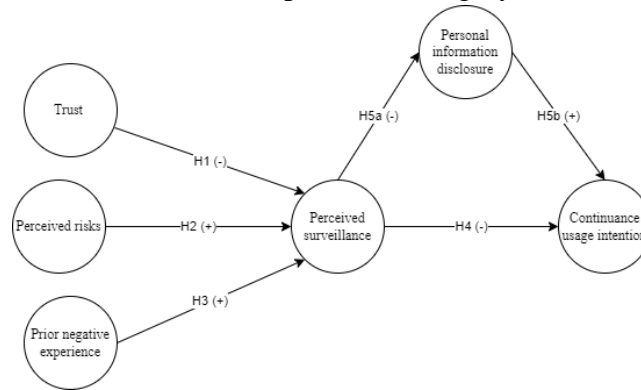 Personal
information
disclosure
Trust
H5a (-)
H5b (+)
H1 (-)
Perceived risks
H2 (+)
Perceived
surveillance
H4 (-)
Continuance
usage intention
H3 (+)
Prior negative
experience